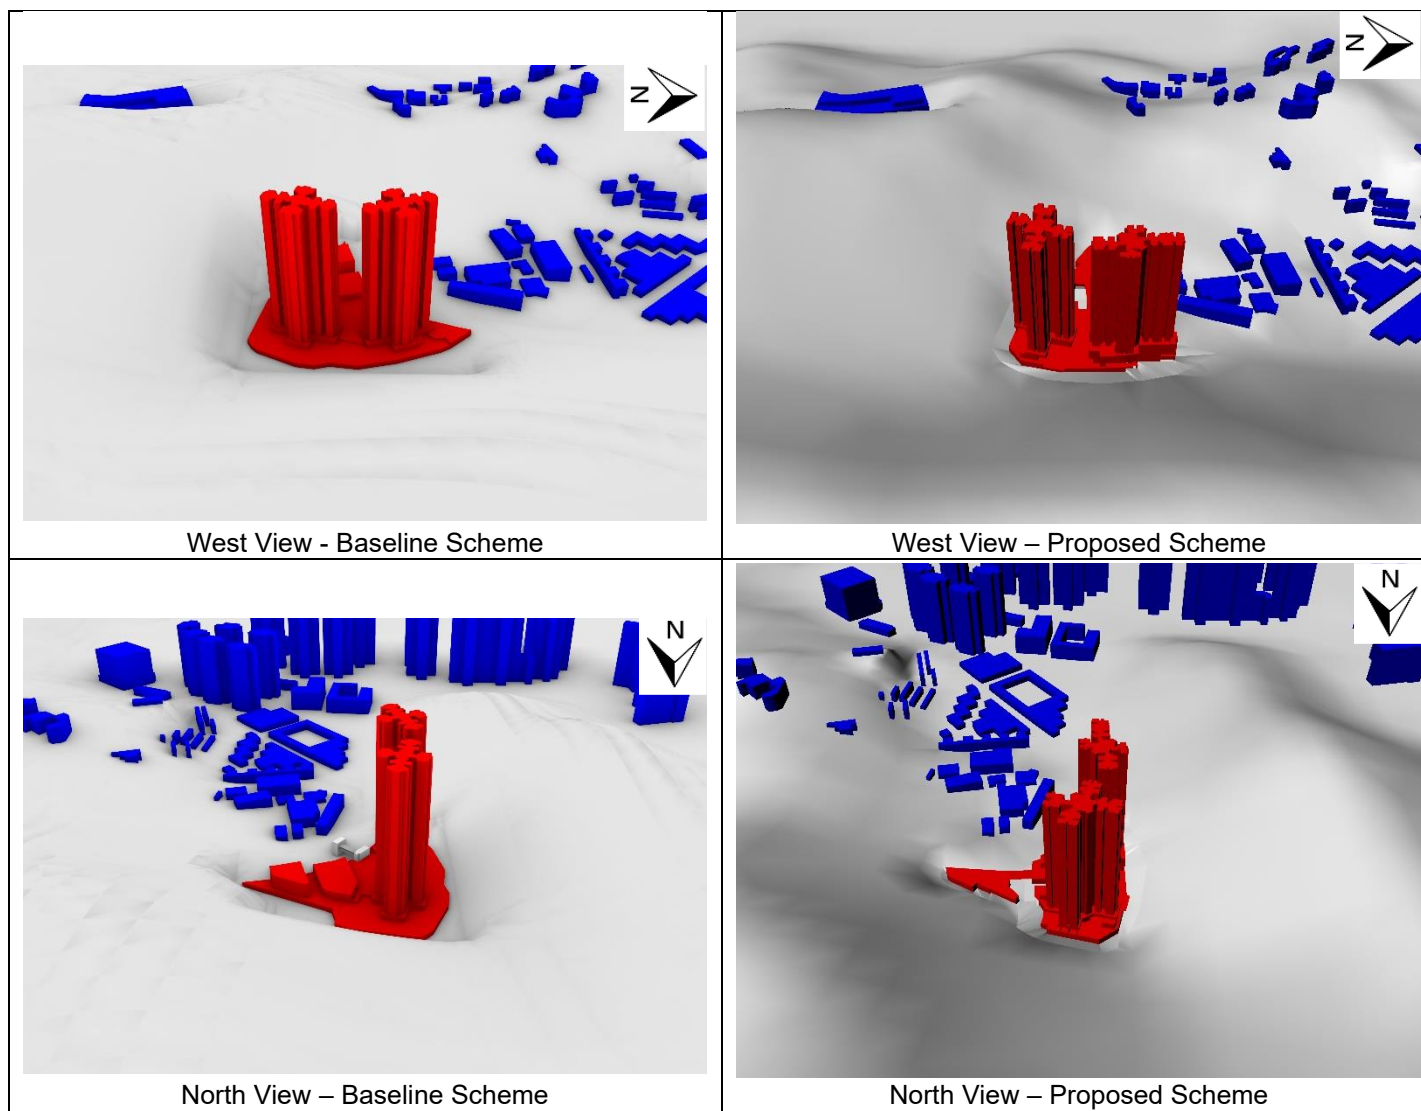 N
N
West View - Baseline Scheme
West View – Proposed Scheme
N
N
North View – Baseline Scheme
North View – Proposed Scheme